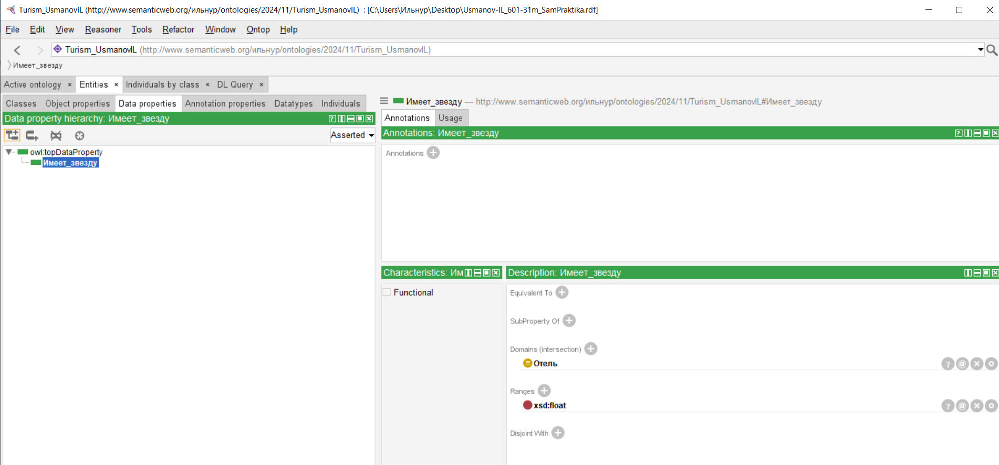 Turism_UsmanovIL (http://www.semanticweb.org/ильнур/ontologies/2024/11/Turism_UsmanovIL) : [C:\Users\Ильнур\Desktop\Usmanov-IL_601-31m_SamPraktika.rdf]
File Edit View Reasoner Tools Refactor Window Ontop Help
Turism_UsmanovIL (http://www.semanticweb.org/ильнур/ontologies/2024/11/Turism_UsmanovIL)
Имеет_звезду
Active ontology × Entities × Individuals by class × DL Query ×
Classes Object properties Data properties Annotation properties Datatypes Individuals
Data property hierarchy: Имеет_звезду
Asserted
owl:topDataProperty
Имеет_звезду
Имеет_звезду — http://www.semanticweb.org/ильнур/ontologies/2024/11/Turism_UsmanovIL#Имеет_звезду
Annotations Usage
Annotations: Имеет_звезду
Annotations
Characteristics: Им
Functional
Description: Имеет_звезду
Equivalent To
SubProperty Of
Domains (intersection)
Отель
Ranges
xsd:float
Disjoint With